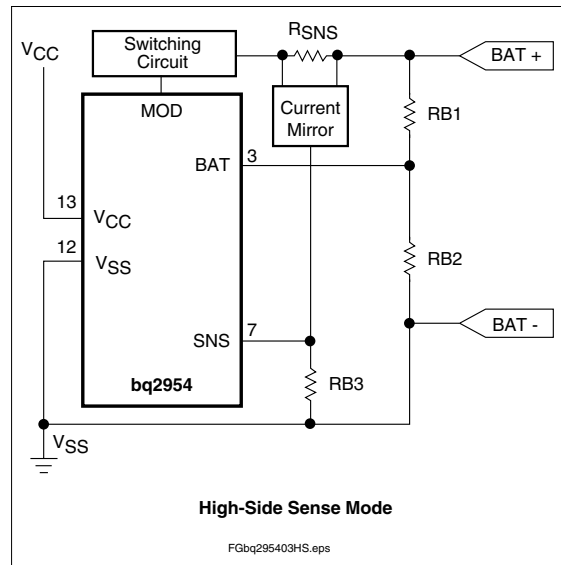 Switching
Circuit
RSNS
VCC
BAT +
MOD
Current
Mirror
RB1
BAT
3
13
VCC
12
VSS
RB2
BAT -
SNS
7
bq2954
RB3
VSS
High-Side Sense Mode
FGbq295403HS.eps